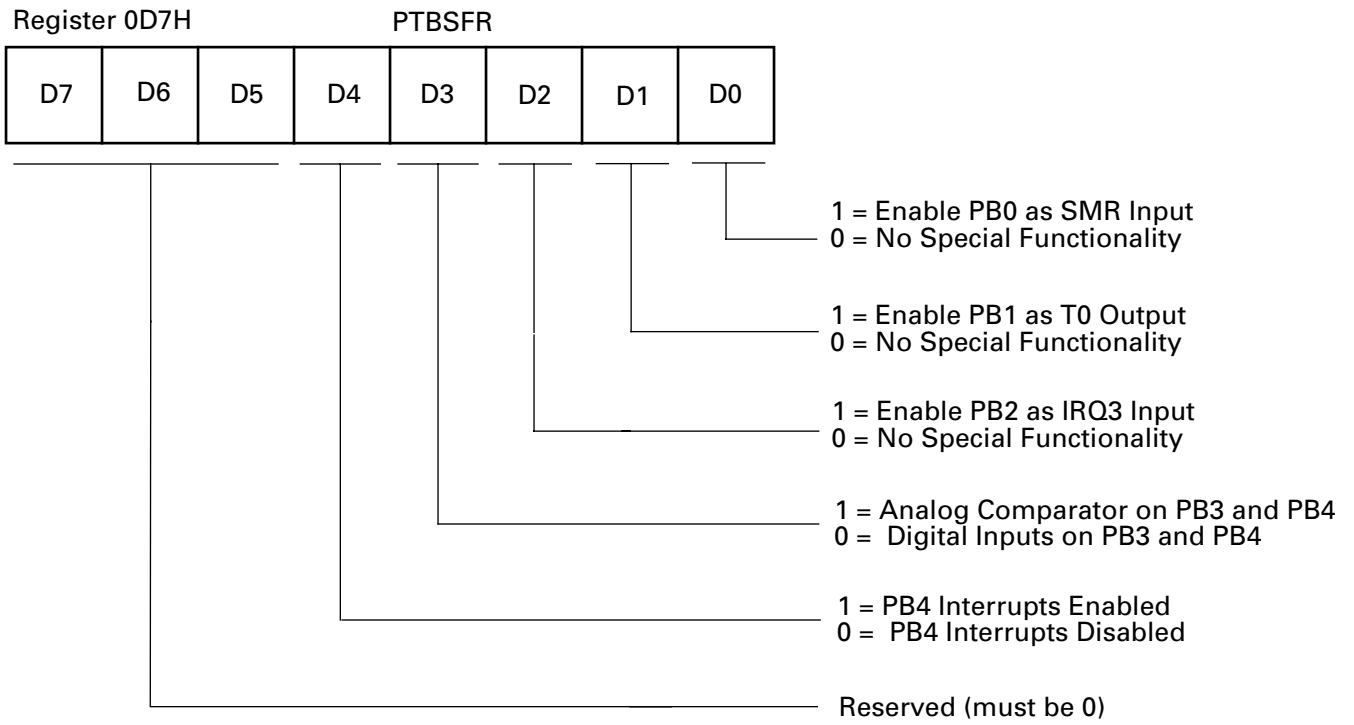 Register 0D7H PTBSFR
D7 D6 D5 D4 D3 D2 D1 D0
1 = Enable PB0 as SMR Input
0 = No Special Functionality
1 = Enable PB1 as T0 Output
0 = No Special Functionality
1 = Enable PB2 as IRQ3 Input
0 = No Special Functionality
1 = Analog Comparator on PB3 and PB4
0 = Digital Inputs on PB3 and PB4
1 = PB4 Interrupts Enabled
0 = PB4 Interrupts Disabled
Reserved (must be 0)